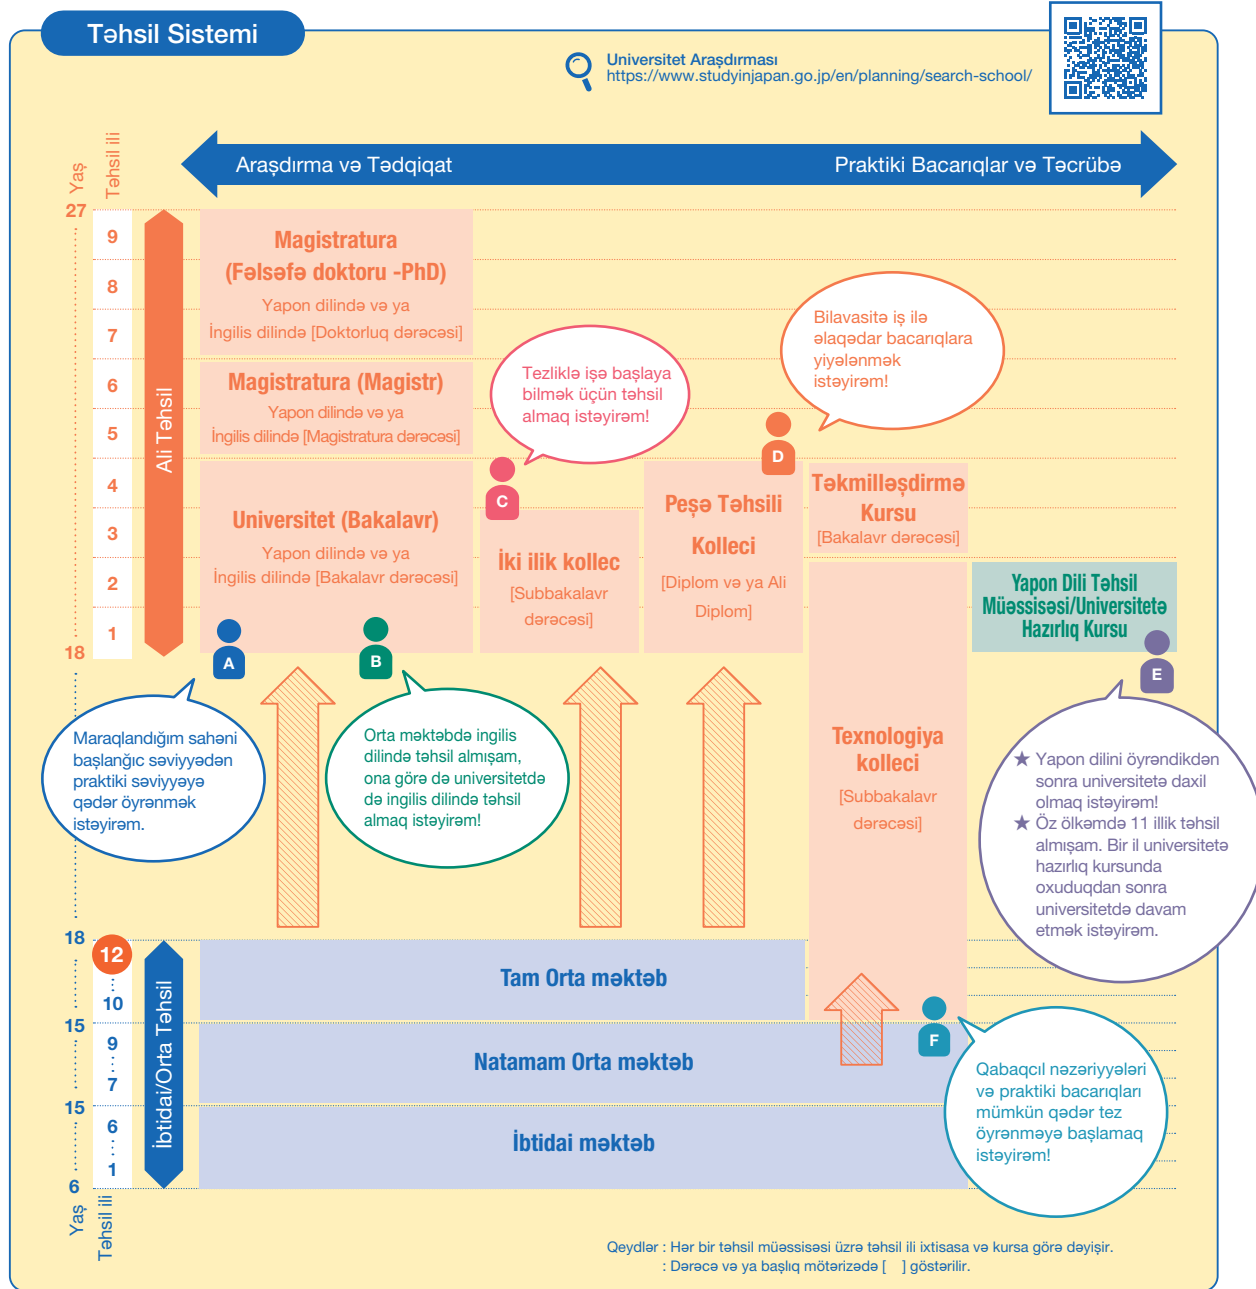 Təhsil Sistemi
Universitet Araşdırması
https://www.studyinjapan.go.jp/en/planning/search-school/
Yaş
Təhsil ili
Araşdırma və Tədqiqat
Praktiki Bacarıqlar və Təcrübə
27
9
8
7
6
5
4
3
2
1
18
Ali Təhsil
Magistratura
(Fəlsəfə doktoru -PhD)
Yapon dilində və ya
İngilis dilində [Doktorluq dərəcəsi]
Magistratura (Magistr)
Yapon dilində və ya
İngilis dilində [Magistratura dərəcəsi]
Universitet (Bakalavr)
Yapon dilində və ya
İngilis dilində [Bakalavr dərəcəsi]
Tezliklə işə başlaya
bilmək üçün təhsil
almaq istəyirəm!
C
İki ilik kollec
[Subbakalavr
dərəcəsi]
Bilavasitə iş ilə
əlaqədar bacarıqlara
yiyələnmək
istəyirəm!
D
Peşə Təhsili
Kolleci
[Diplom və ya Ali
Diplom]
Təkmilləşdirmə
Kursu
[Bakalavr dərəcəsi]
Yapon Dili Təhsil
Müəssisəsi/Universitetə
Hazırlıq Kursu
A
B
E
Maraqlandığım sahəni
başlanğıc səviyyədən
praktiki səviyyəyə
qədər öyrənmək
istəyirəm.
Orta məktəbdə ingilis
dilində təhsil almışam,
ona görə də universitetdə
də ingilis dilində təhsil
almaq istəyirəm!
Texnologiya
kolleci
[Subbakalavr
dərəcəsi]
★ Yapon dilini öyrəndikdən
sonra universitetə daxil
olmaq istəyirəm!
★ Öz ölkəmdə 11 illik təhsil
almışam. Bir il universitetə
hazırlıq kursunda
oxuduqdan sonra
universitetdə davam
etmək istəyirəm.
18
12
10
15
9
7
15
6
1
6
İbtidai/Orta Təhsil
Tam Orta məktəb
Natamam Orta məktəb
İbtidai məktəb
F
Qabaqcıl nəzəriyyələri
və praktiki bacarıqları
mümkün qədər tez
öyrənməyə başlamaq
istəyirəm!
Yaş
Təhsil ili
Qeydlər : Hər bir təhsil müəssisəsi üzrə təhsil ili ixtisasa və kursa görə dəyişir.
: Dərəcə və ya başlıq mötərizədə [ ] göstərilir.